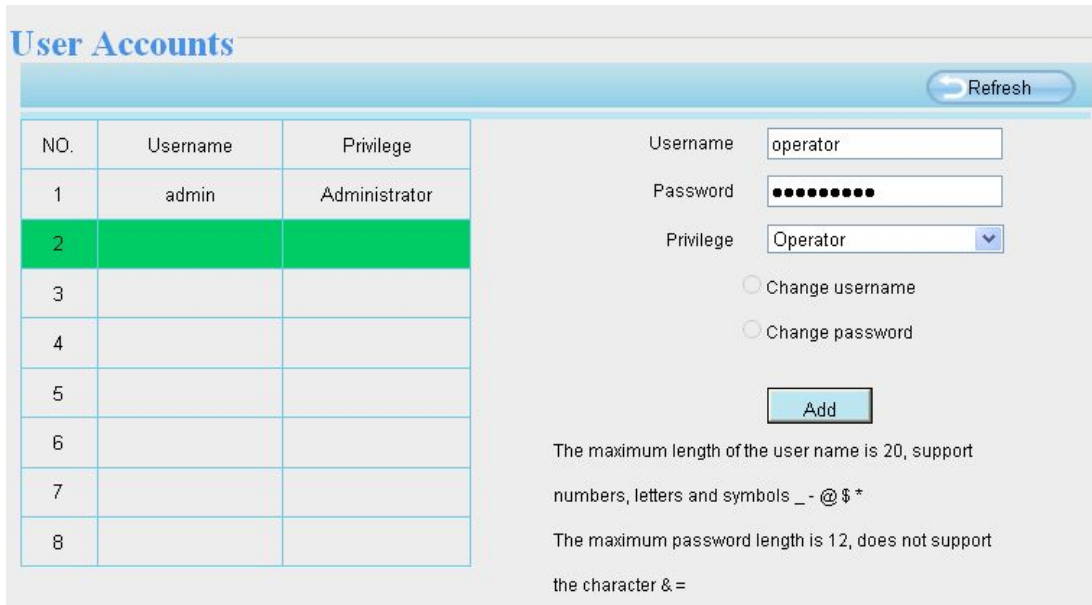 User Accounts
Refresh
NO. Username Privilege
1 admin Administrator
2
3
4
5
6
7
8
Username operator
Password ●●●●●●●●●
Privilege Operator
Change username
Change password
Add
The maximum length of the user name is 20, support
numbers, letters and symbols _ - @ $ *
The maximum password length is 12, does not support
the character & =